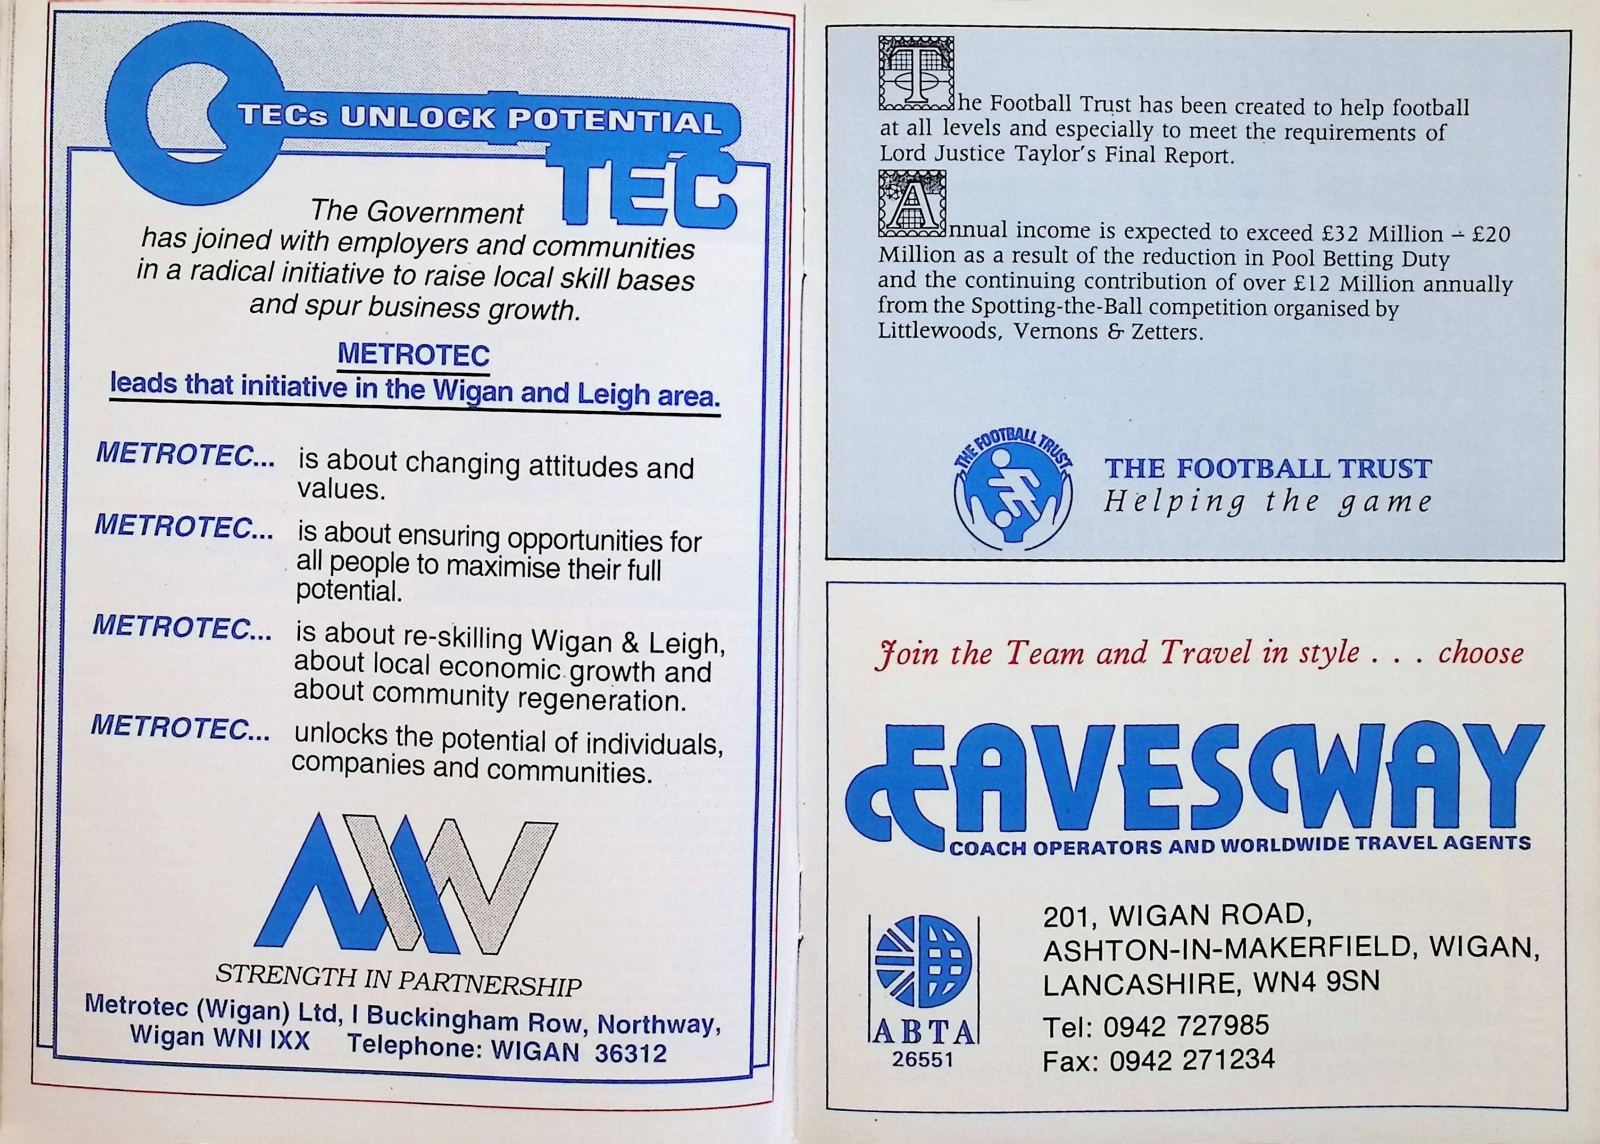 TECs UNLOCK POTENTIAL
TEC
The Government
has joined with employers and communities
in a radical initiative to raise local skill bases
and spur business growth.
METROTEC
leads that initiative in the Wigan and Leigh area.
METROTEC... is about changing attitudes and
values.
METROTEC... is about ensuring opportunities for
all people to maximise their full
potential.
METROTEC... is about re-skilling Wigan & Leigh,
about local economic growth and
about community regeneration.
METROTEC... unlocks the potential of individuals,
companies and communities.
STRENGTH IN PARTNERSHIP
Metrotec (Wigan) Ltd, I Buckingham Row, Northway,
Wigan WNI IXX Telephone: WIGAN 36312
The Football Trust has been created to help football
at all levels and especially to meet the requirements of
Lord Justice Taylor's Final Report.
Annual income is expected to exceed £32 Million – £20
Million as a result of the reduction in Pool Betting Duty
and the continuing contribution of over £12 Million annually
from the Spotting-the-Ball competition organised by
Littlewoods, Vernons & Zetters.
THE FOOTBALL TRUST
THE FOOTBALL TRUST
Helping the game
Join the Team and Travel in style . . . choose
EAVESWAY
COACH OPERATORS AND WORLDWIDE TRAVEL AGENTS
ABTA
26551
201, WIGAN ROAD,
ASHTON-IN-MAKERFIELD, WIGAN,
LANCASHIRE, WN4 9SN
Tel: 0942 727985
Fax: 0942 271234